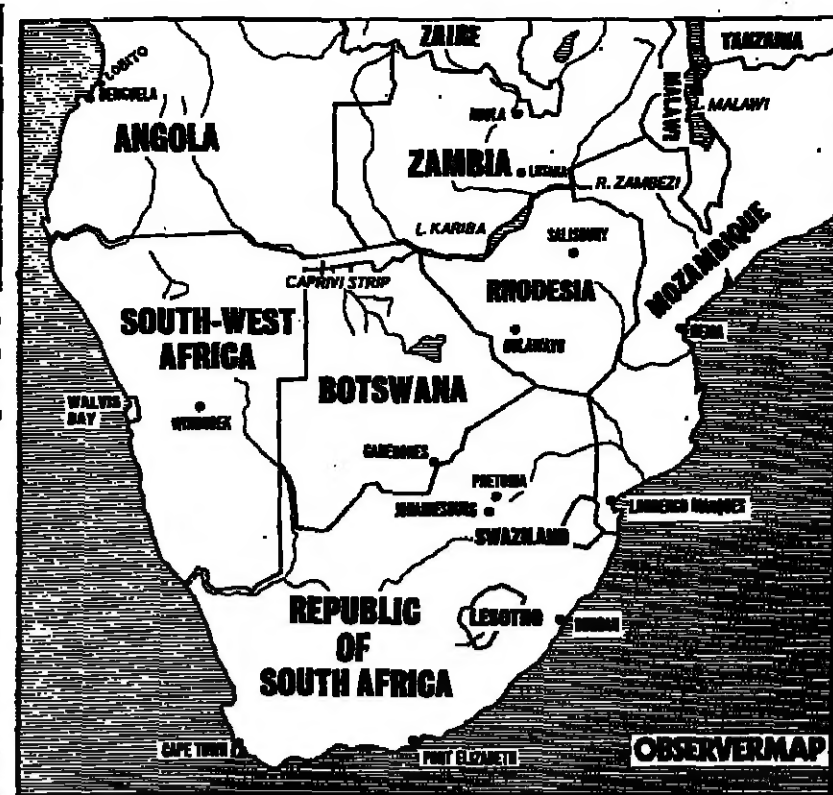 ZAIRE
TANZANIA
LOBITO
BENGUELA
MALAWI
L. MALAWI
NDOLA
ANGOLA
ZAMBIA
LUSAKA
R. ZAMBEZI
L. KARIBA
SALISBURY
MOZAMBIQUE
CAPRIVI STRIP
RHODESIA
SOUTH-WEST
AFRICA
BULAWAYO
BEIRA
BOTSWANA
WALVIS
BAY
WINDHOEK
GABERONES
PRETORIA
JOHANNESBURG
LOURENCO MARQUES
SWAZILAND
REPUBLIC
OF
SOUTH AFRICA
LESOTHO
DURBAN
CAPE TOWN
PORT ELIZABETH
OBSERVERMAP